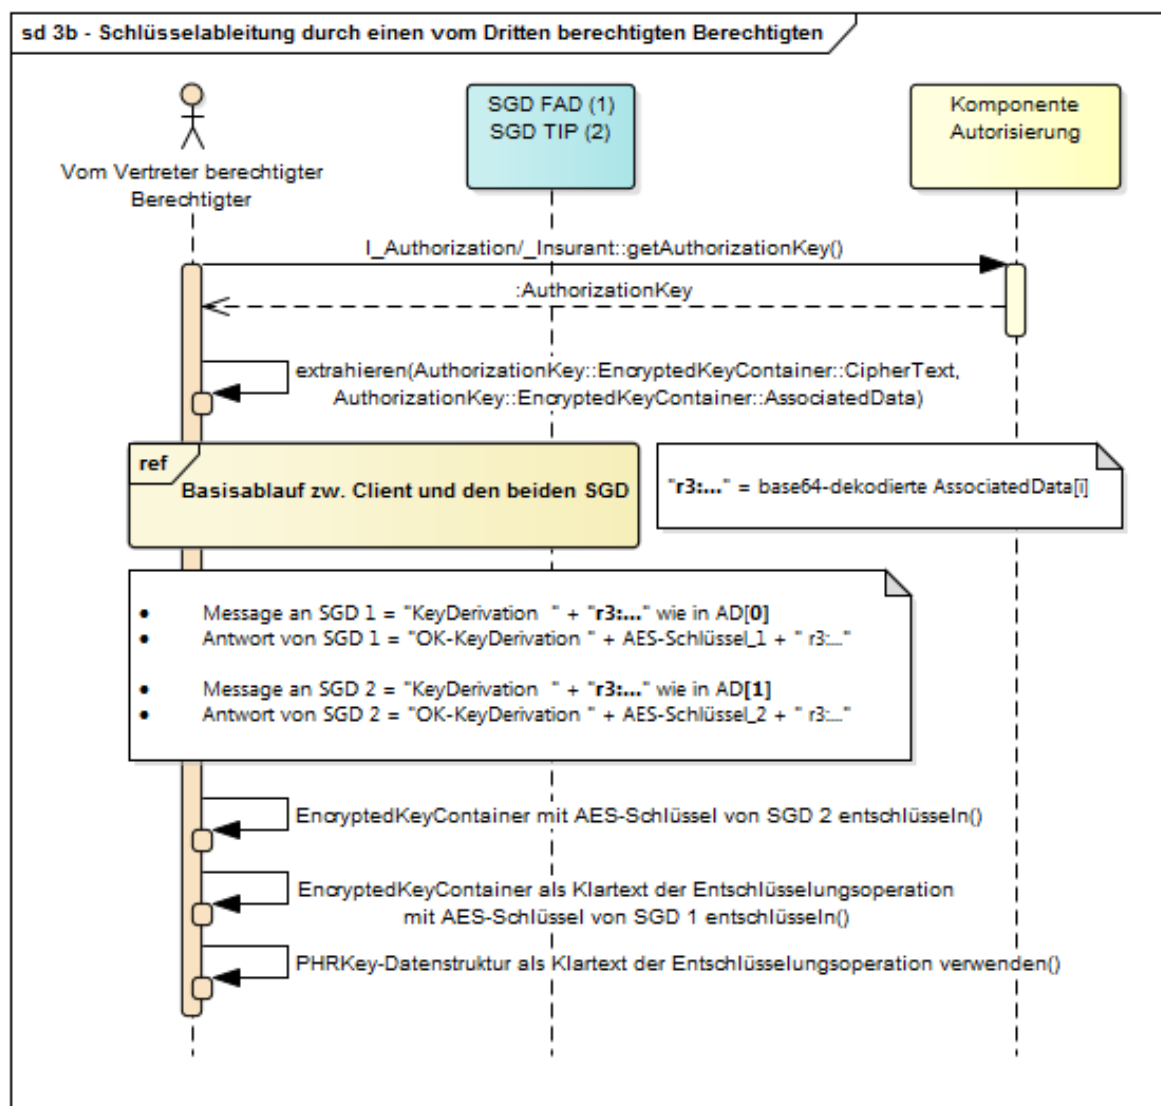 sd 3b - Schlüsselableitung durch einen vom Dritten berechtigten Berechtigten
SGD FAD (1)
SGD TIP (2)
Komponente
Autorisierung
Vom Vertreter berechtigter
Berechtigter
I_Authorization/_Insurant::getAuthorizationKey()
:AuthorizationKey
extrahieren(AuthorizationKey::EncryptedKeyContainer::CipherText,
AuthorizationKey::EncryptedKeyContainer::AssociatedData)
ref
Basisablauf zw. Client und den beiden SGD
"r3:..." = base64-dekodierte AssociatedData[i]
• Message an SGD 1 = "KeyDerivation " + "r3:..." wie in AD[0]
• Antwort von SGD 1 = "OK-KeyDerivation " + AES-Schlüssel_1 + " r3:..."
• Message an SGD 2 = "KeyDerivation " + "r3:..." wie in AD[1]
• Antwort von SGD 2 = "OK-KeyDerivation " + AES-Schlüssel_2 + " r3:..."
EncryptedKeyContainer mit AES-Schlüssel von SGD 2 entschlüseln()
EncryptedKeyContainer als Klartext der Entschlüsselungsoperation
mit AES-Schlüssel von SGD 1 entschlüseln()
PHRKey-Datenstruktur als Klartext der Entschlüsselungsoperation verwenden()